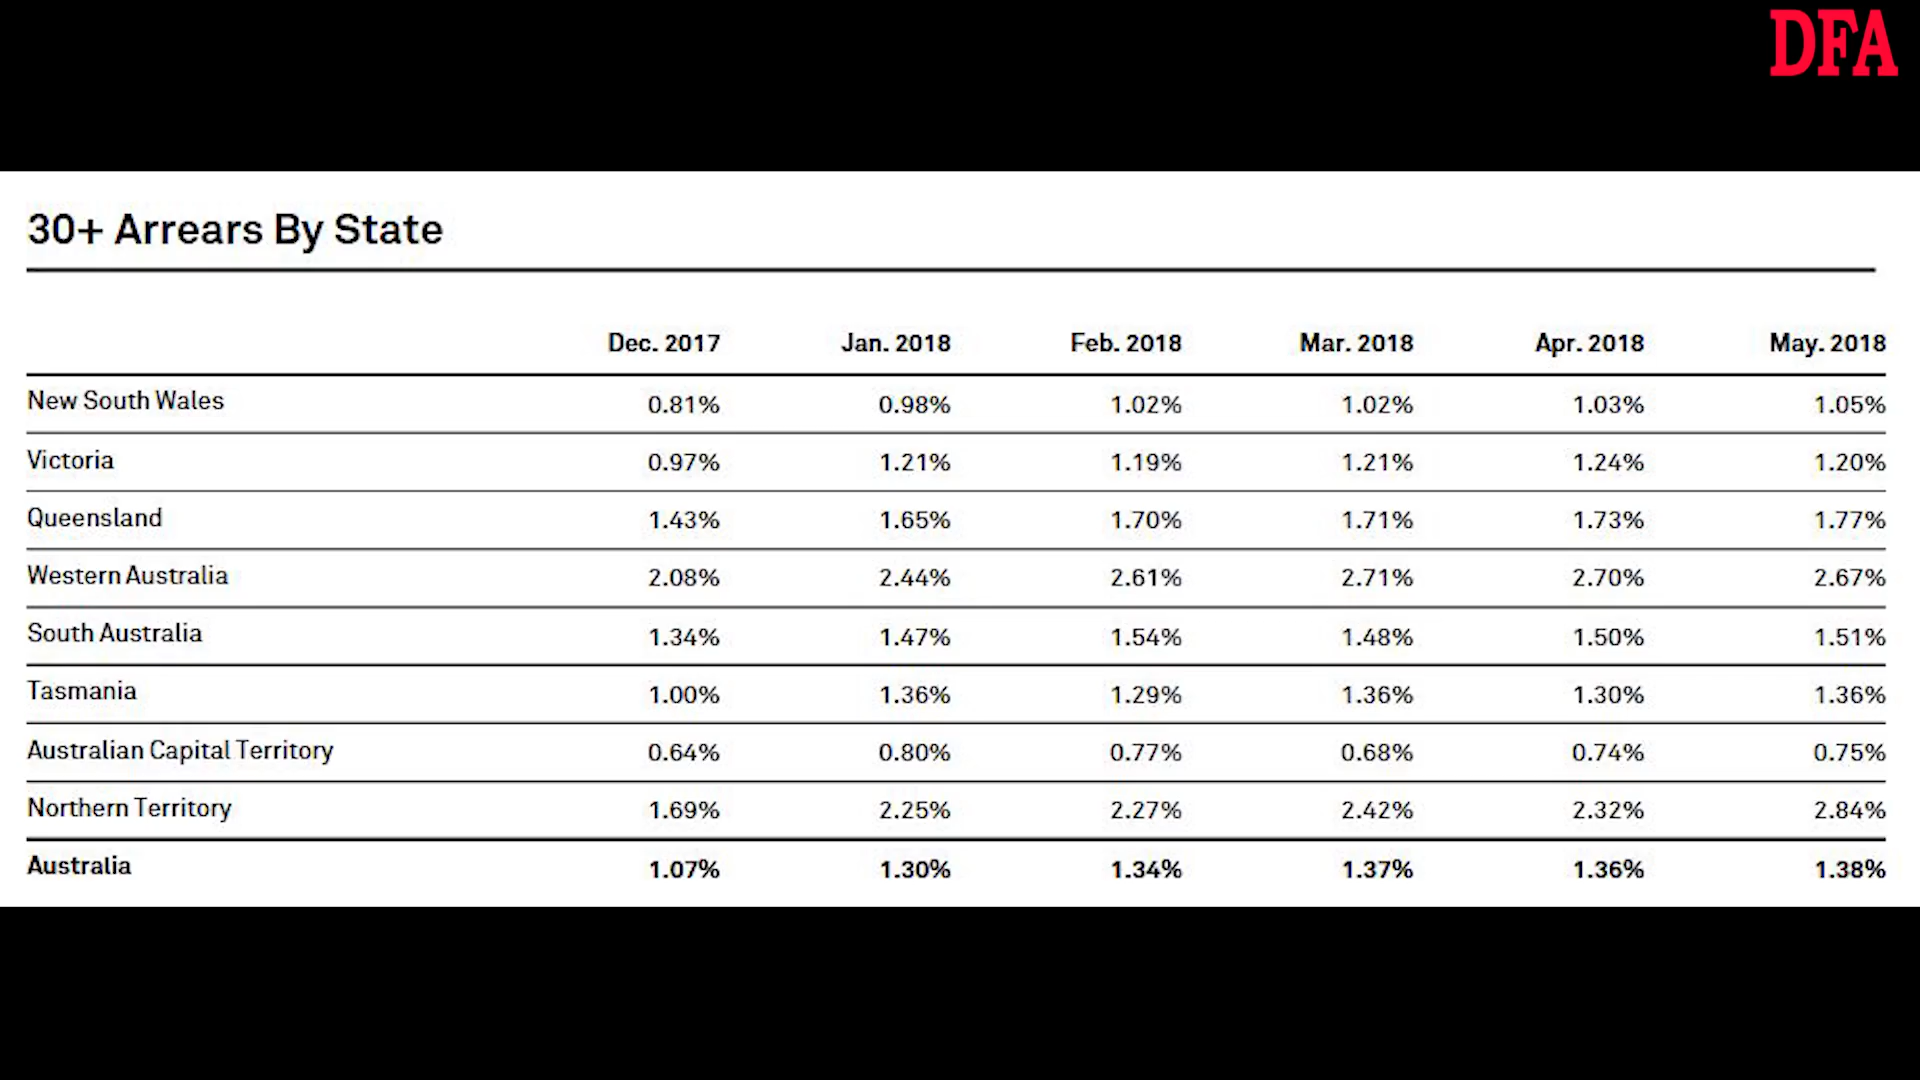 DFA
30+ Arrears By State
Dec. 2017 Jan. 2018 Feb. 2018 Mar. 2018 Apr. 2018 May. 2018
New South Wales 0.81% 0.98% 1.02% 1.02% 1.03% 1.05%
Victoria 0.97% 1.21% 1.19% 1.21% 1.24% 1.20%
Queensland 1.43% 1.65% 1.70% 1.71% 1.73% 1.77%
Western Australia 2.08% 2.44% 2.61% 2.71% 2.70% 2.67%
South Australia 1.34% 1.47% 1.54% 1.48% 1.50% 1.51%
Tasmania 1.00% 1.36% 1.29% 1.36% 1.30% 1.36%
Australian Capital Territory 0.64% 0.80% 0.77% 0.68% 0.74% 0.75%
Northern Territory 1.69% 2.25% 2.27% 2.42% 2.32% 2.84%
Australia 1.07% 1.30% 1.34% 1.37% 1.36% 1.38%